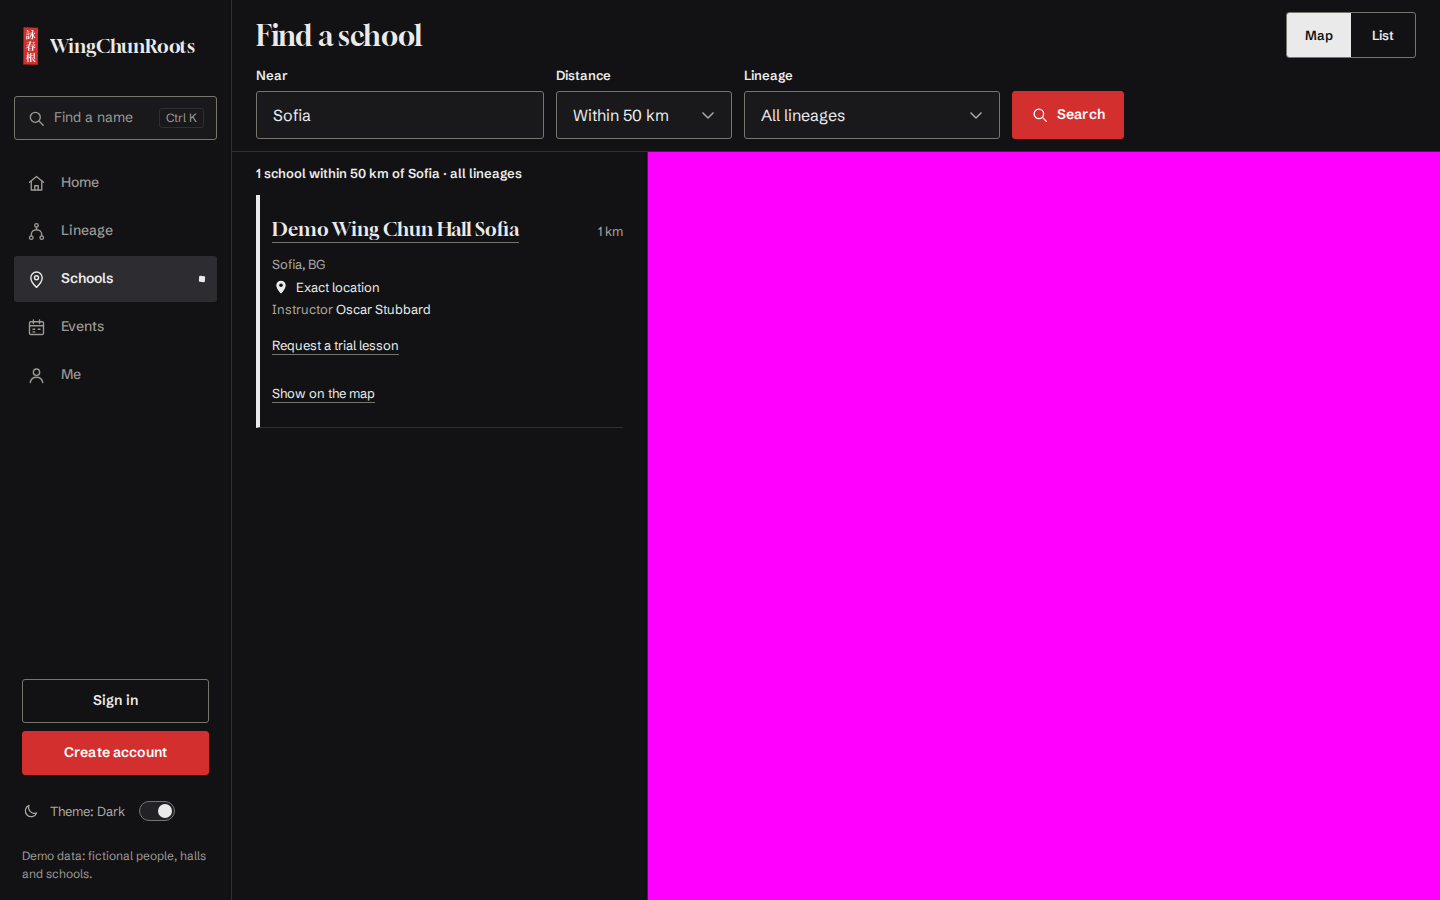 詠春根
WingChunRoots
Find a name
Ctrl K
Home
Lineage
Schools
Events
Me
Sign in
Create account
Theme: Dark
Demo data: fictional people, halls
and schools.
Find a school
Map
List
Near
Distance
Lineage
Sofia
Within 50 km
All lineages
Search
1 school within 50 km of Sofia · all lineages
Demo Wing Chun Hall Sofia
1 km
Sofia, BG
Exact location
Instructor Oscar Stubbard
Request a trial lesson
Show on the map